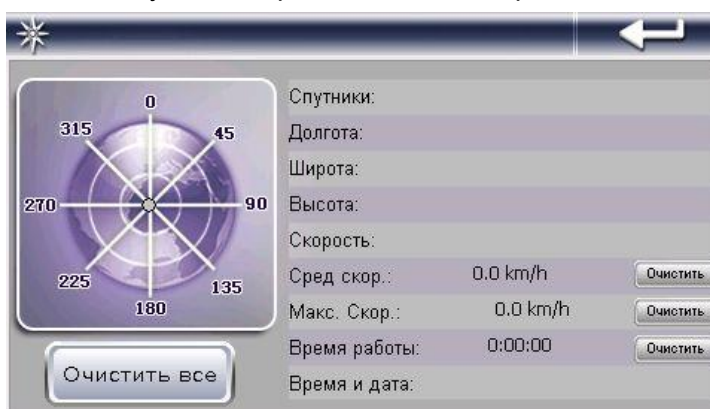 0
315 45
270 90
225 135
180
Очистить все
Спутники:
Долгота:
Широта:
Высота:
Скорость:
Сред скор.: 0.0 km/h Очистить
Макс. Скор.: 0.0 km/h Очистить
Время работы: 0:00:00 Очистить
Время и дата: